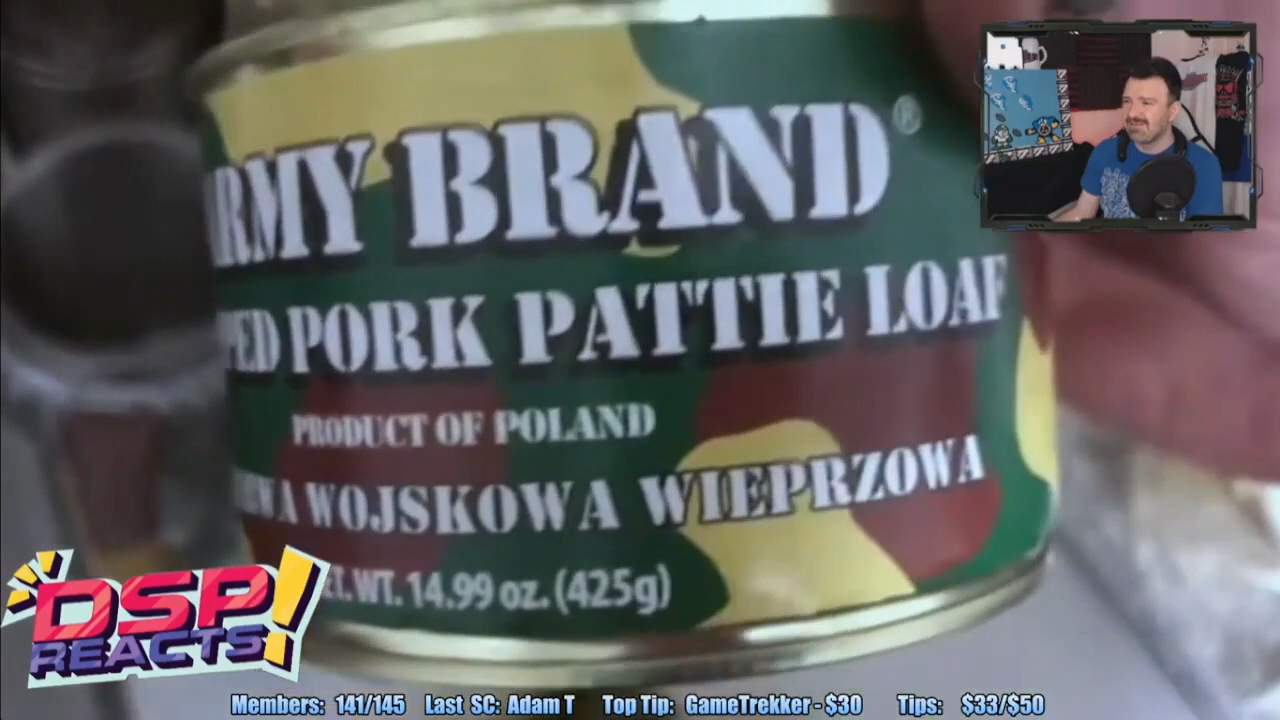 RMY BRAND®
PED PORK PATTIE LOAF
PRODUCT OF POLAND
WOJSKOWA WIEPRZOWA
ET.WT. 14.99 oz. (425g)
DSP
REACTS!
Members: 141/145 Last SC: Adam T Top Tip: GameTrekker - $30 Tips: $33/$50